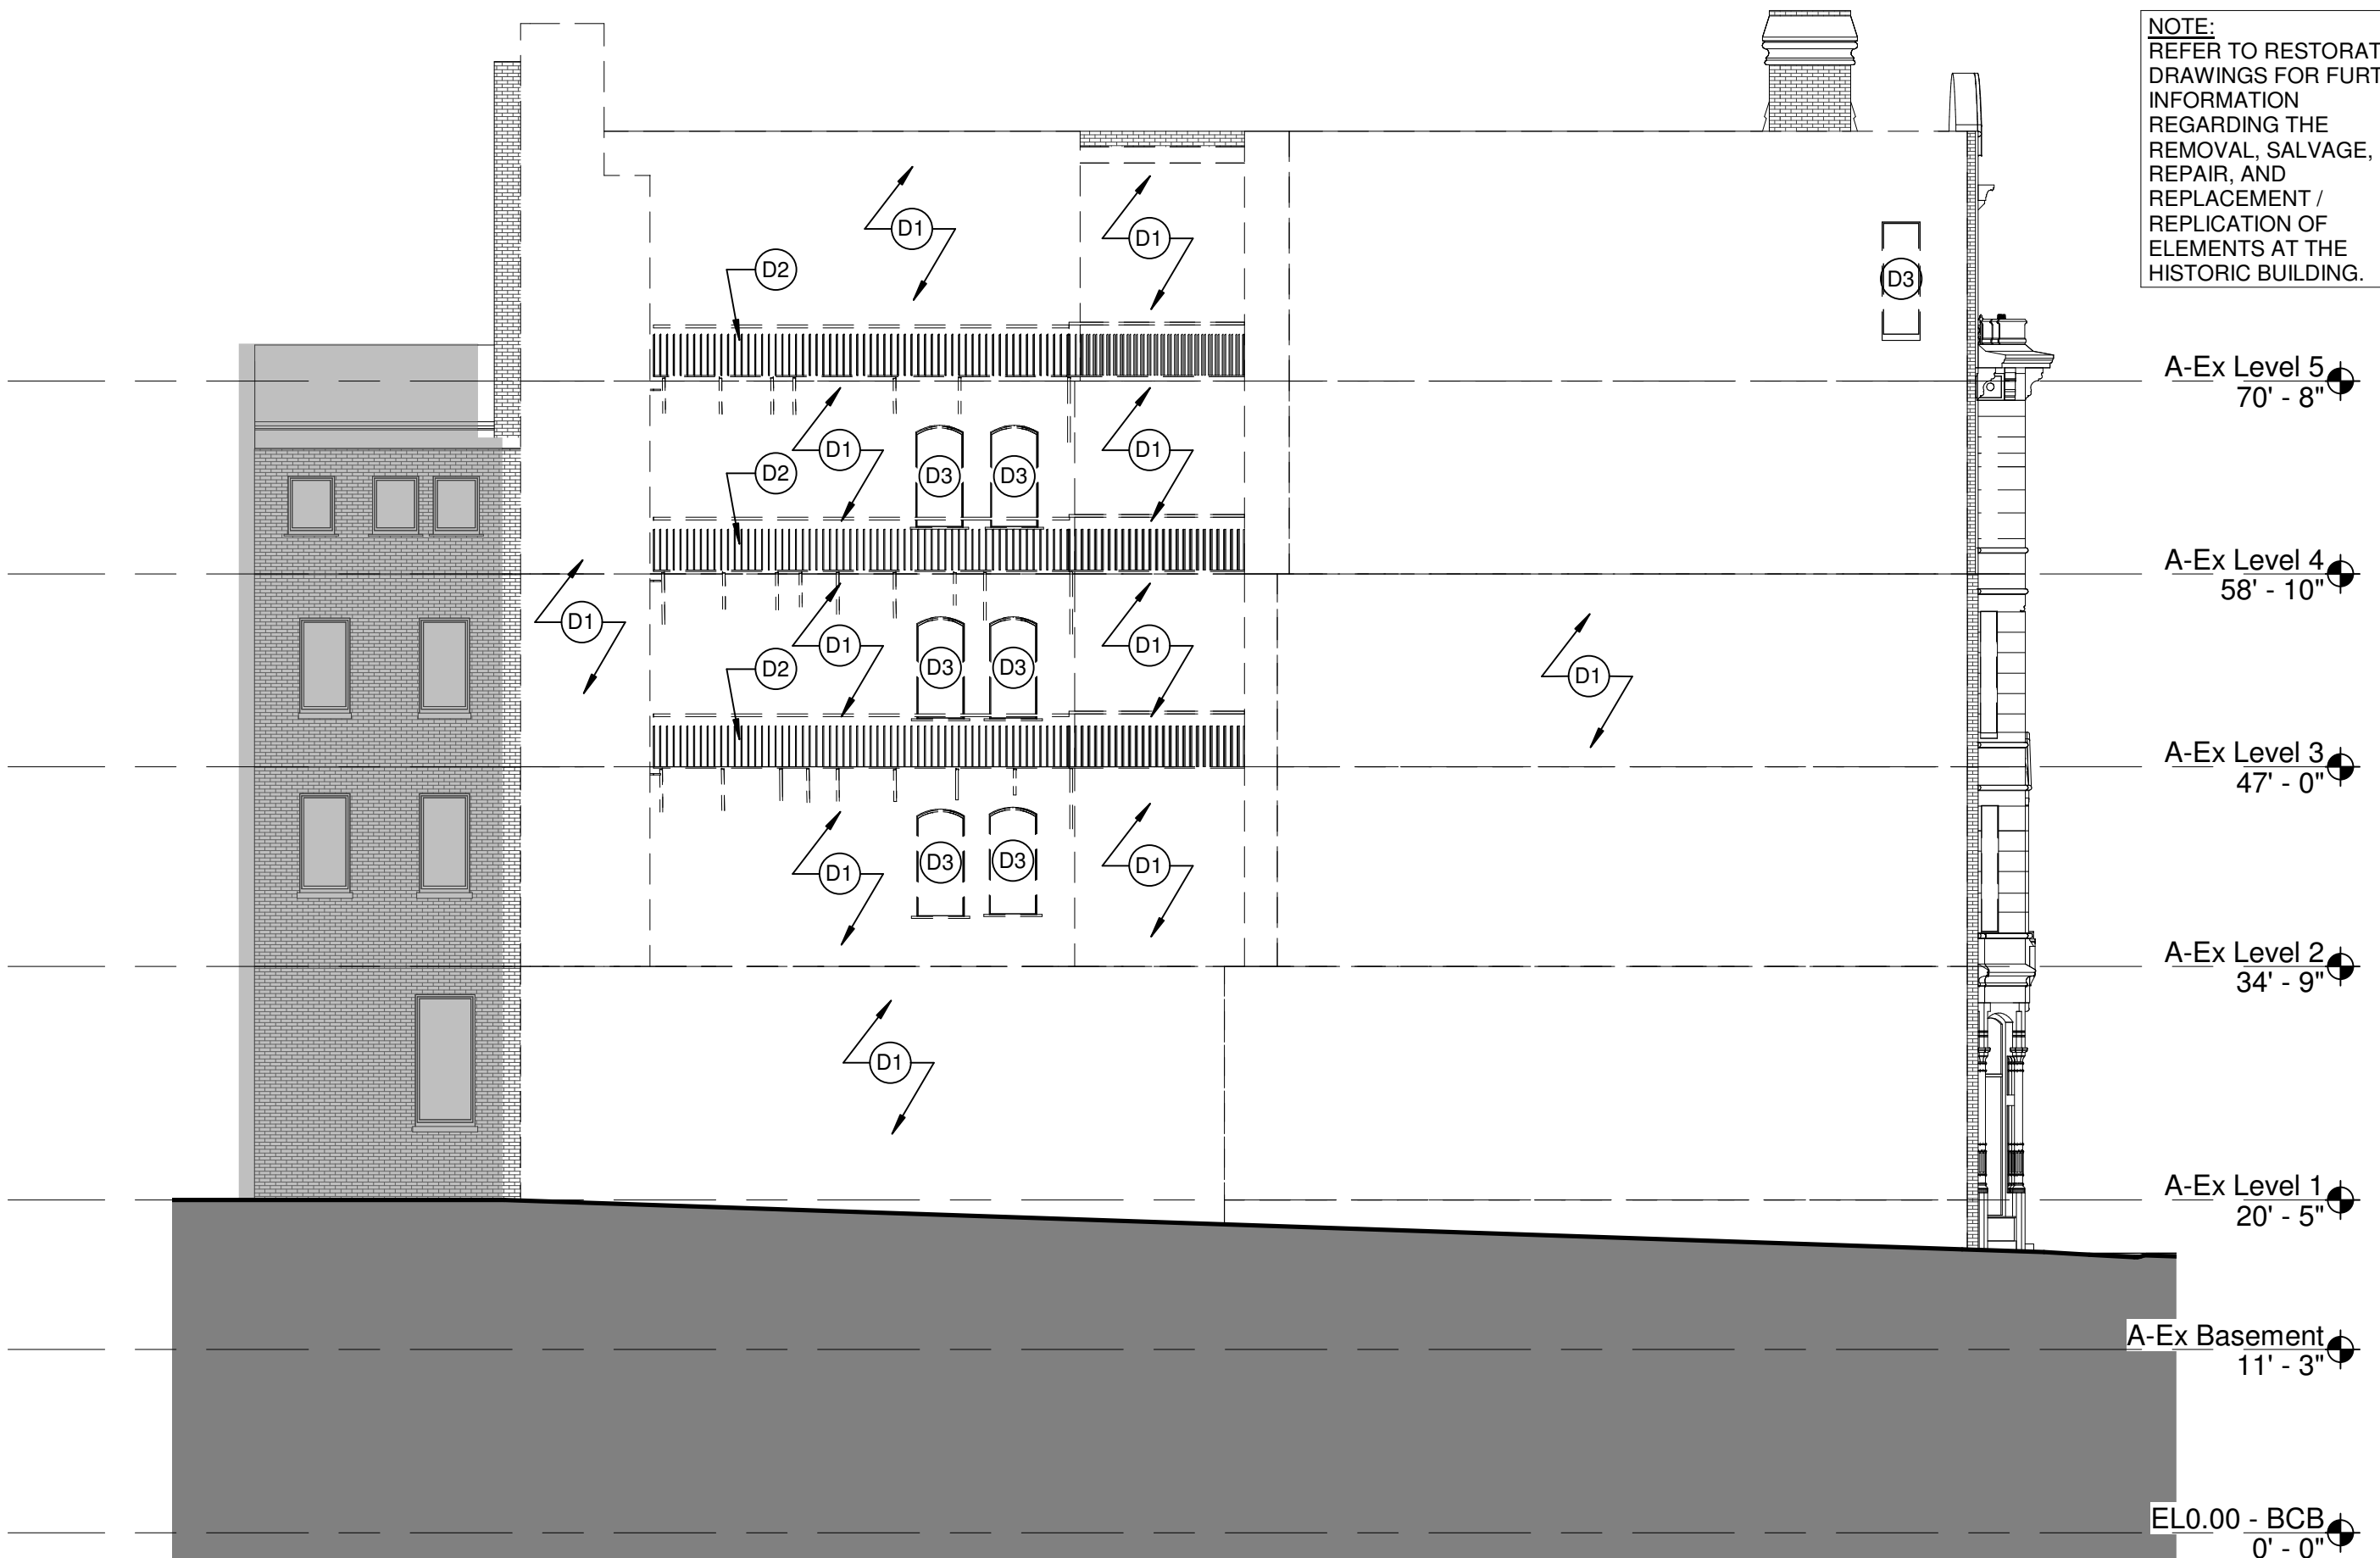 NOTE:
REFER TO RESTORAT
DRAWINGS FOR FURT
INFORMATION
REGARDING THE
REMOVAL, SALVAGE,
REPAIR, AND
REPLACEMENT /
REPLICATION OF
ELEMENTS AT THE
HISTORIC BUILDING.
D1
D1
D2
D3
A-Ex Level 5
70' - 8"
D1
D1
D2
D3
D3
A-Ex Level 4
58' - 10"
D1
D1
D1
D2
D3
D3
D1
A-Ex Level 3
47' - 0"
D1
D3
D3
D1
A-Ex Level 2
34' - 9"
D1
A-Ex Level 1
20' - 5"
A-Ex Basement
11' - 3"
EL0.00 - BCB
0' - 0"